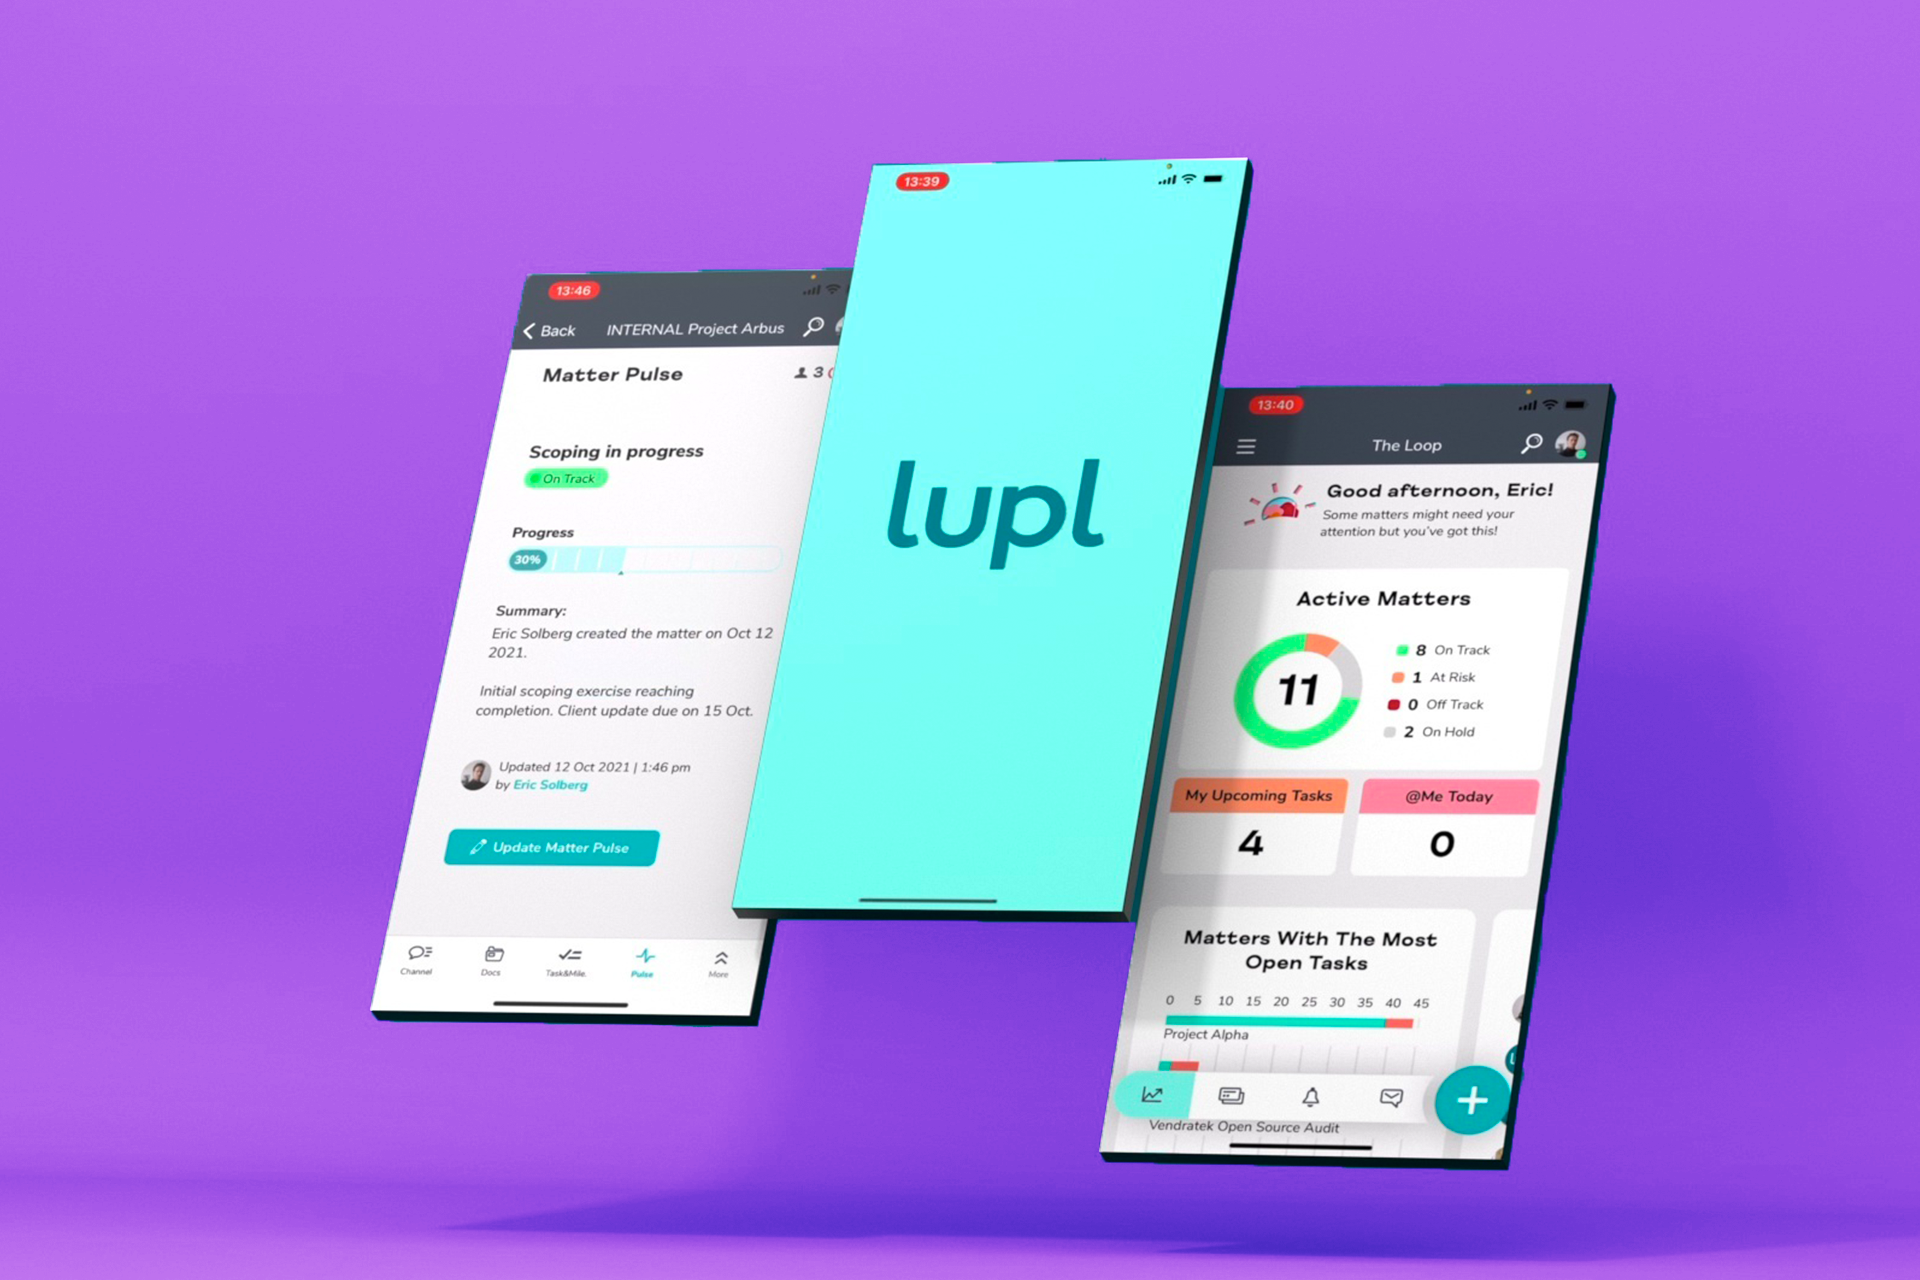 13:46
Back
INTERNAL Project Arbus
Matter Pulse
3
Scoping in progress
On Track
Progress
30%
Summary:
Eric Solberg created the matter on Oct 12
2021.
Initial scoping exercise reaching
completion. Client update due on 15 Oct.
Updated 12 Oct 2021 | 1:46 pm
by Eric Solberg
Update Matter Pulse
Channel
Docs
Task&Mile.
Pulse
More
13:39
lupl
13:40
The Loop
Good afternoon, Eric!
Some matters might need your
attention but you've got this!
Active Matters
11
8 On Track
1 At Risk
0 Off Track
2 On Hold
My Upcoming Tasks
4
@Me Today
0
Matters With The Most
Open Tasks
0 5 10 15 20 25 30 35 40 45
Project Alpha
Vendratek Open Source Audit